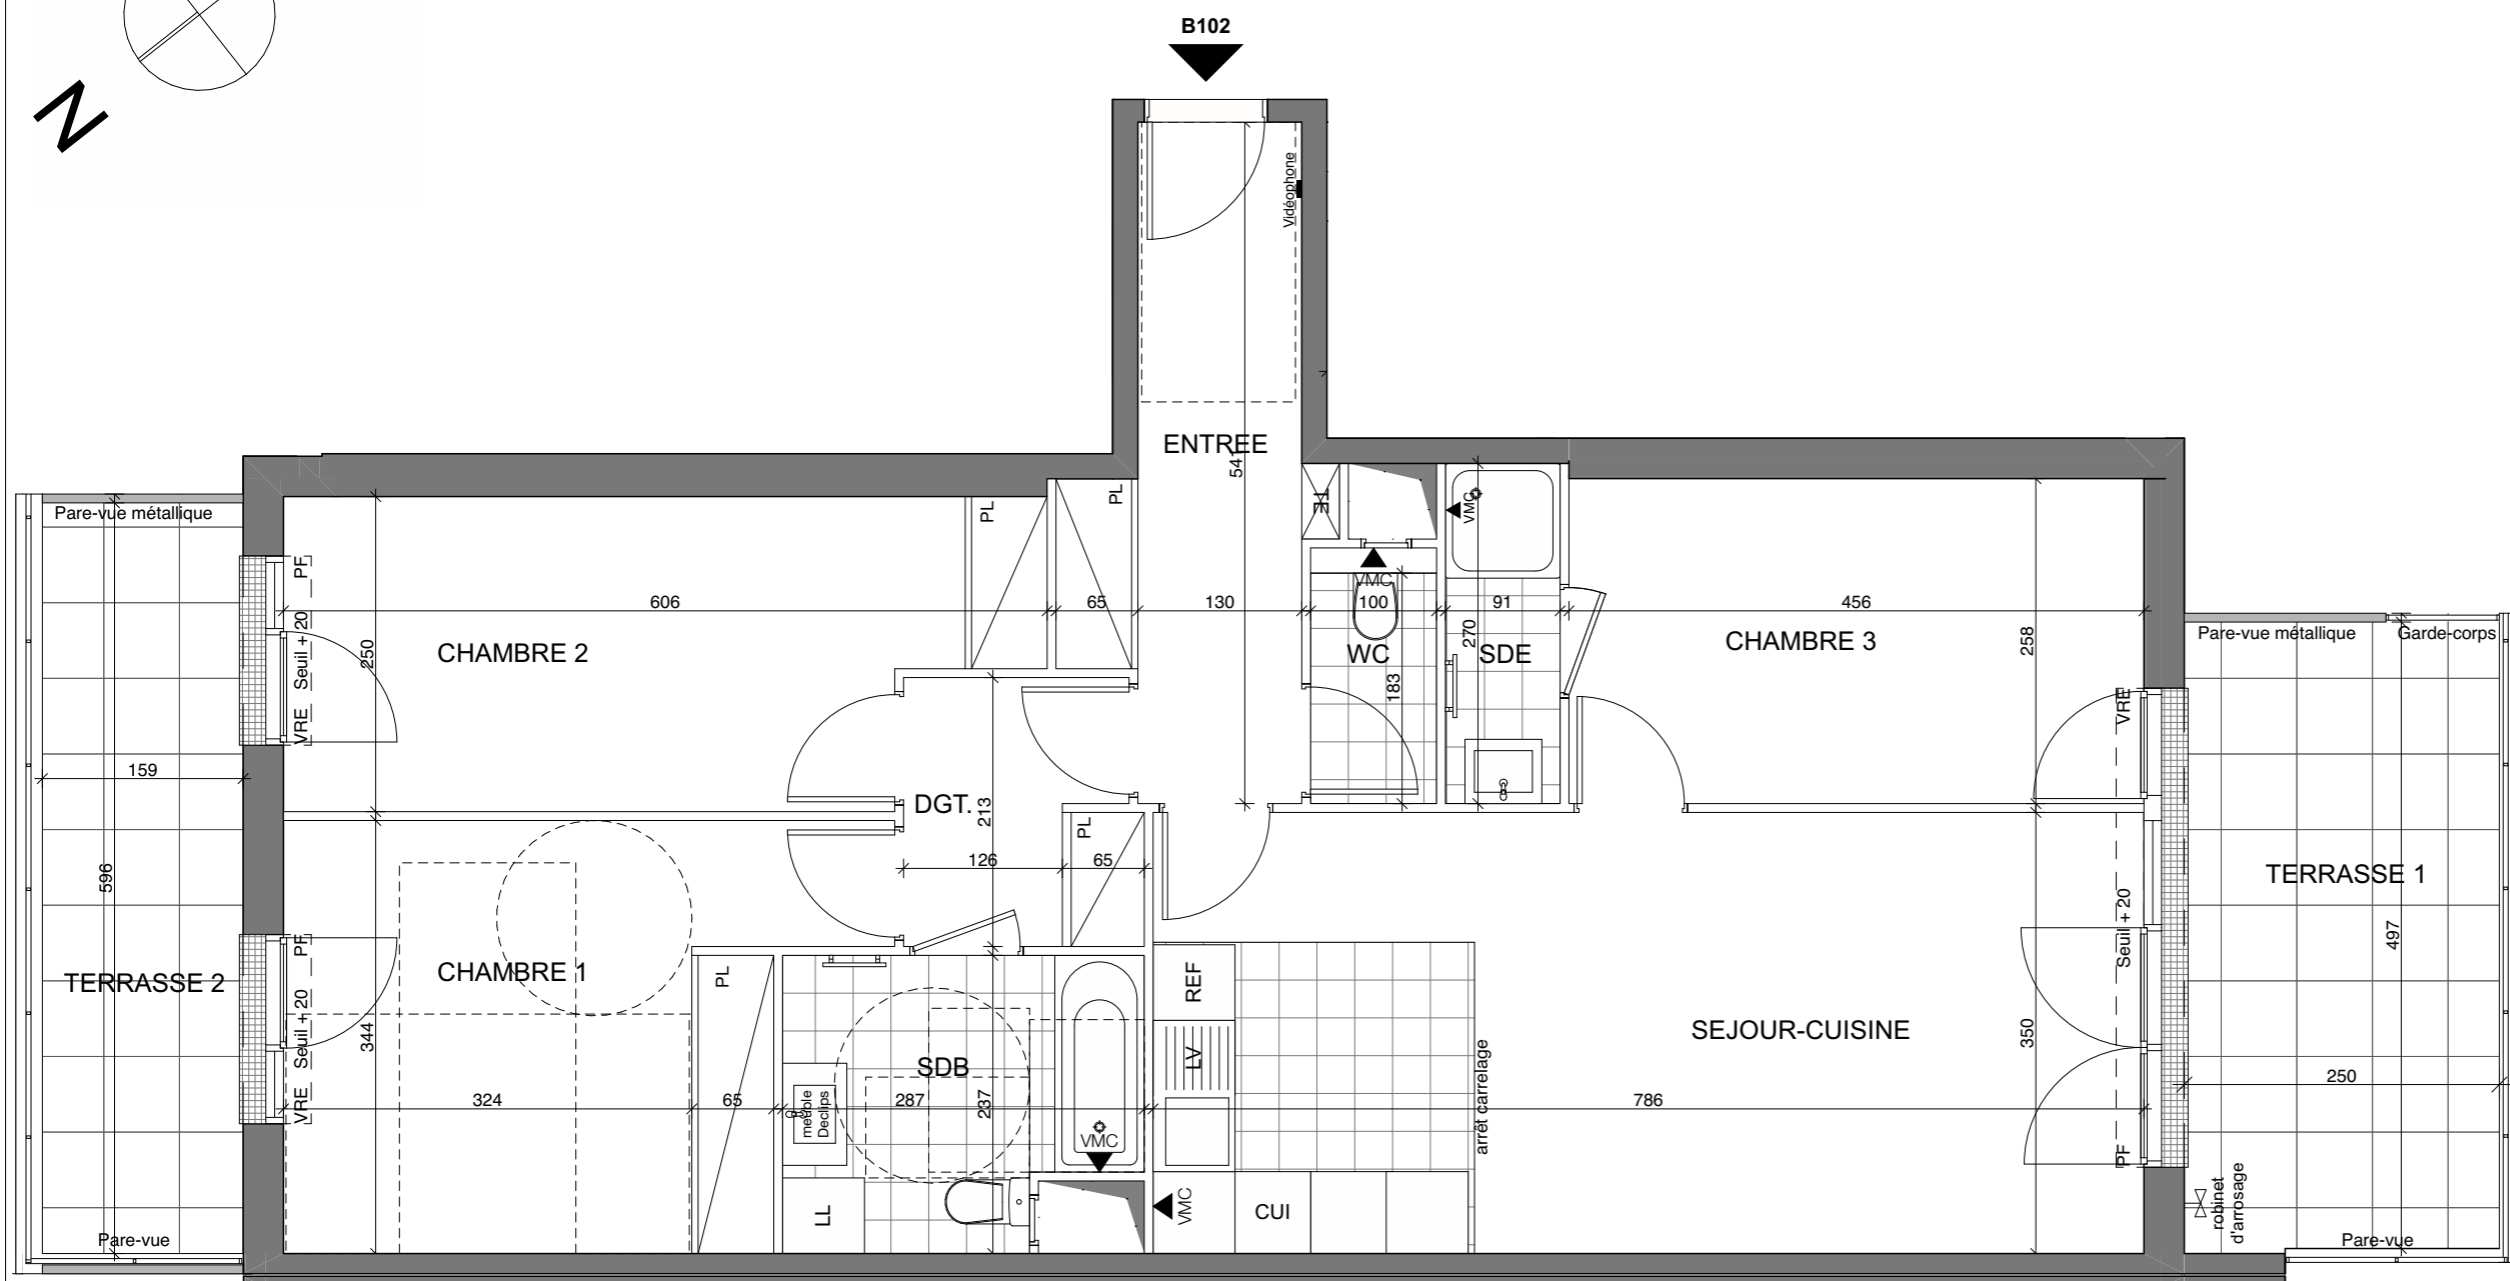 B102
N
Vidéophone
ENTREE
541
PL
PL
TE
VMC
VMC
Pare-vue métallique
PF
Seuil + 20
VRE
606
65
130
100
91
456
250
CHAMBRE 2
WC
183
270
SDE
CHAMBRE 3
258
Pare-vue métallique
Garde-corps
VRE
159
DGT.
213
PL
126
65
596
TERRASSE 1
497
Seuil + 20
TERRASSE 2
PF
Seuil + 20
VRE
CHAMBRE 1
344
PL
REF
LV
SEJOUR-CUISINE
350
SDB
arrêt carrelage
250
324
65
meuble
Declips
287
237
786
VMC
PF
LL
VMC
CUI
robinet
d'arrosage
Pare-vue
Pare-vue